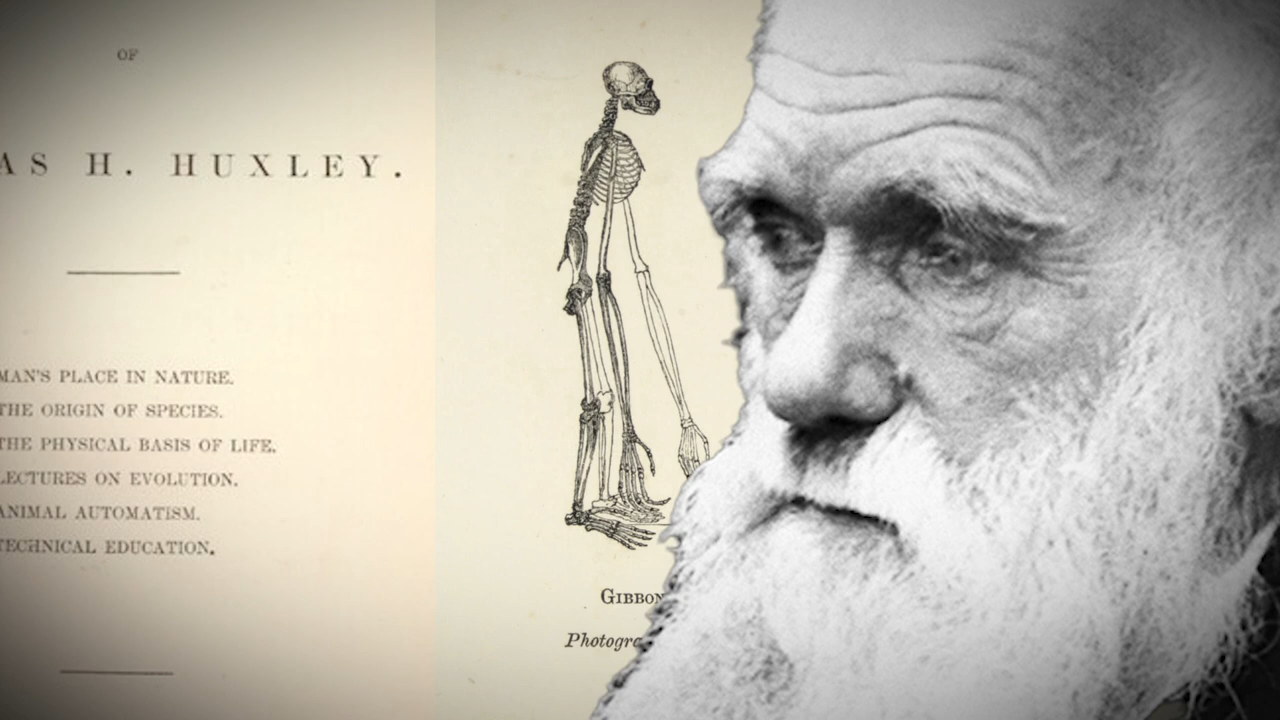 OF
AS H. HUXLEY.
MAN'S PLACE IN NATURE.
THE ORIGIN OF SPECIES.
THE PHYSICAL BASIS OF LIFE.
LECTURES ON EVOLUTION.
ANIMAL AUTOMATISM.
TECHNICAL EDUCATION.
GIBBON
Photogra